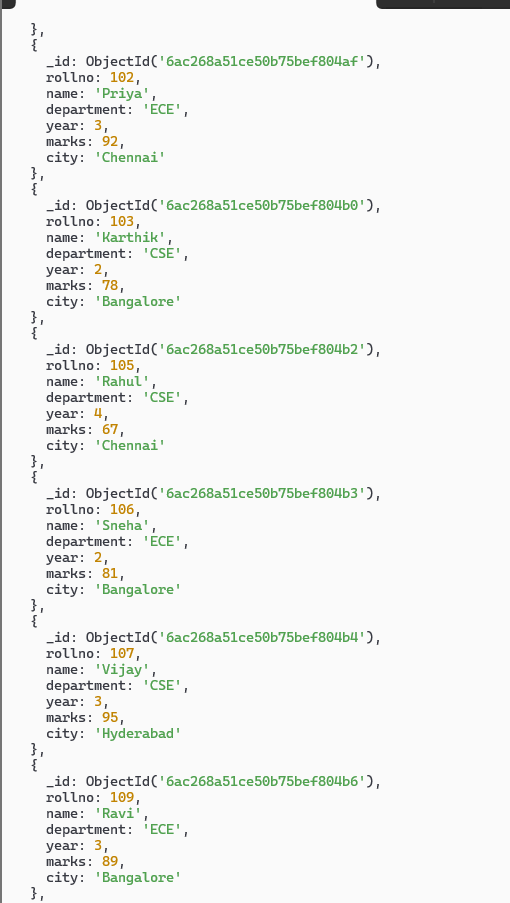 },
{
_id: ObjectId('6ac268a51ce50b75bef804af'),
rollno: 102,
name: 'Priya',
department: 'ECE',
year: 3,
marks: 92,
city: 'Chennai'
},
{
_id: ObjectId('6ac268a51ce50b75bef804b0'),
rollno: 103,
name: 'Karthik',
department: 'CSE',
year: 2,
marks: 78,
city: 'Bangalore'
},
{
_id: ObjectId('6ac268a51ce50b75bef804b2'),
rollno: 105,
name: 'Rahul',
department: 'CSE',
year: 4,
marks: 67,
city: 'Chennai'
},
{
_id: ObjectId('6ac268a51ce50b75bef804b3'),
rollno: 106,
name: 'Sneha',
department: 'ECE',
year: 2,
marks: 81,
city: 'Bangalore'
},
{
_id: ObjectId('6ac268a51ce50b75bef804b4'),
rollno: 107,
name: 'Vijay',
department: 'CSE',
year: 3,
marks: 95,
city: 'Hyderabad'
},
{
_id: ObjectId('6ac268a51ce50b75bef804b6'),
rollno: 109,
name: 'Ravi',
department: 'ECE',
year: 3,
marks: 89,
city: 'Bangalore'
},